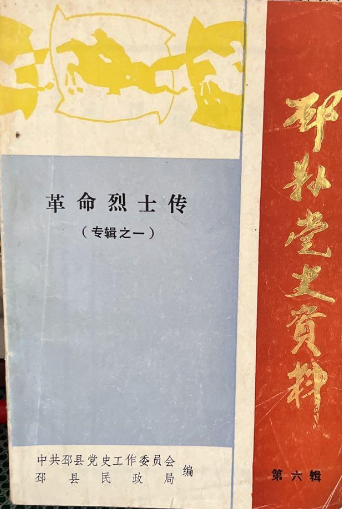 邳县党史资料
第六辑
革命烈士传
（专辑之一）
中共邳县党史工作委员会
邳县民政局
编